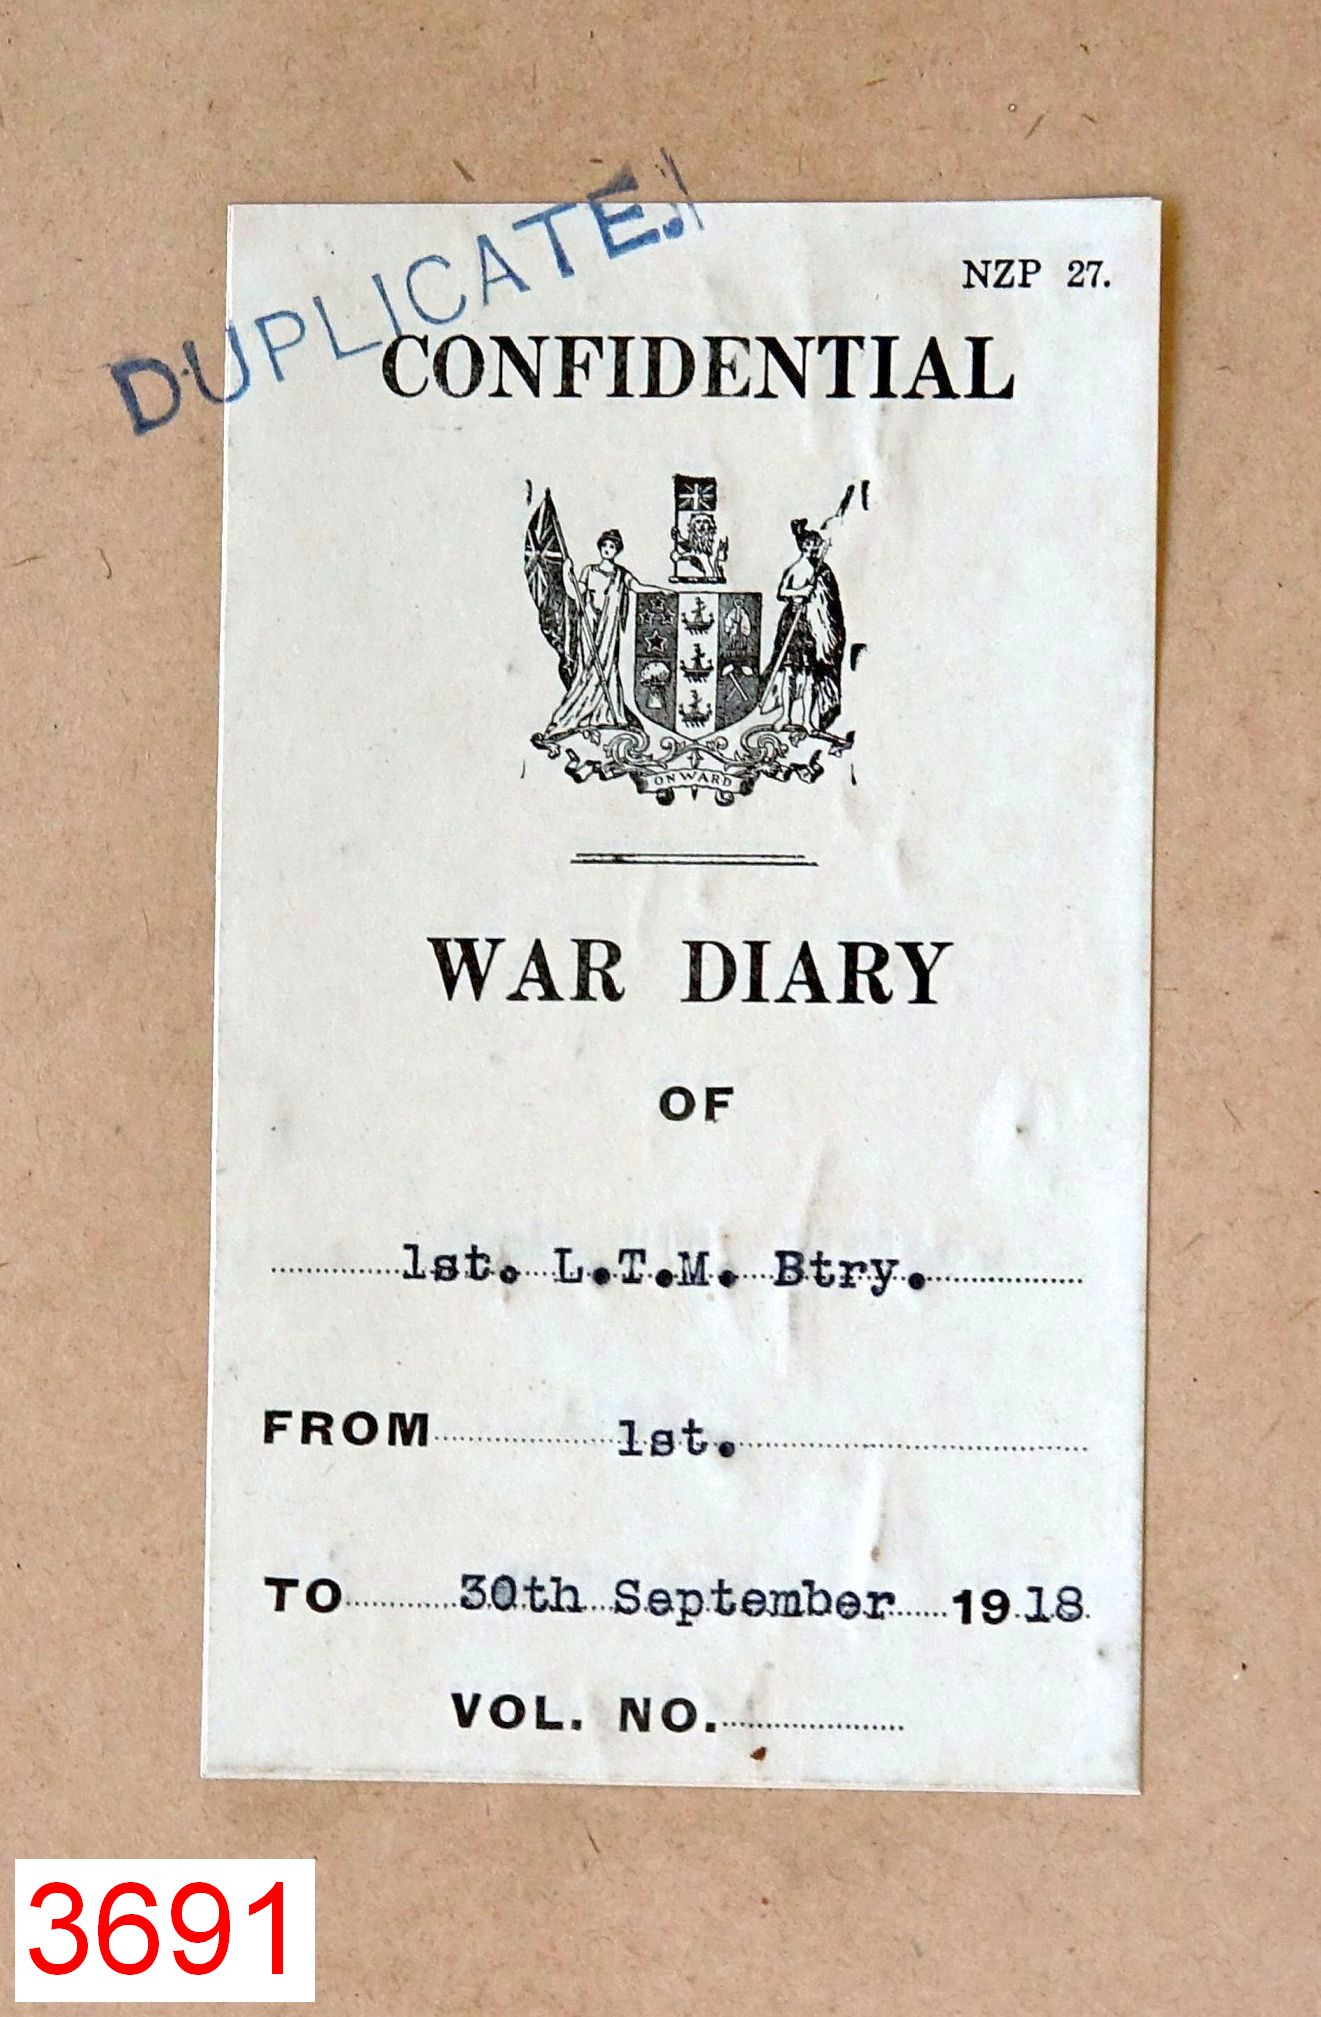 DUPLICATE.
NZP 27.
CONFIDENTIAL
ONWARD
WAR DIARY
OF
1st. L.T.M. Btry.
FROM 1st.
TO 30th September 1918
VOL. NO.
3691